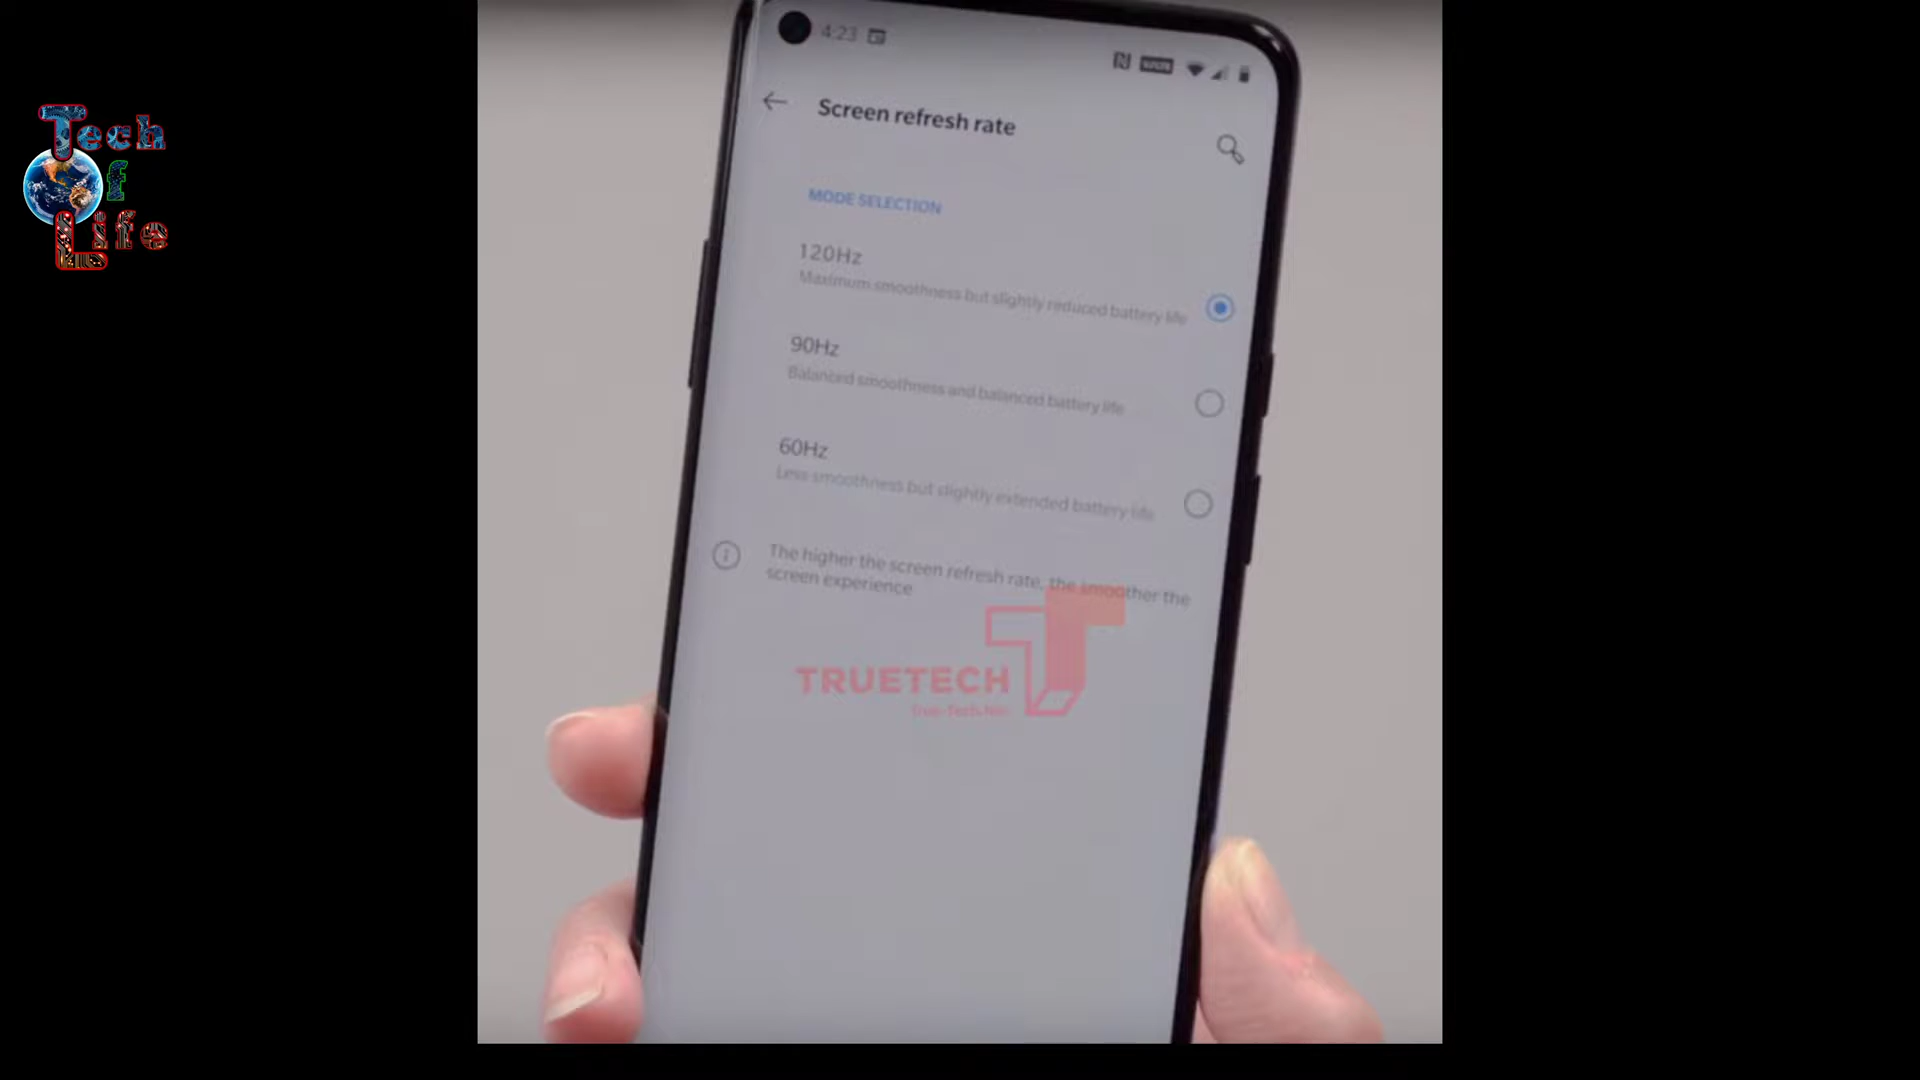 Tech
Of
Life
4:23
Screen refresh rate
MODE SELECTION
120Hz
Maximum smoothness but slightly reduced battery life
90Hz
Balanced smoothness and balanced battery life
60Hz
Less smoothness but slightly extended battery life
The higher the screen refresh rate, the smoother the
screen experience
TRUETECH